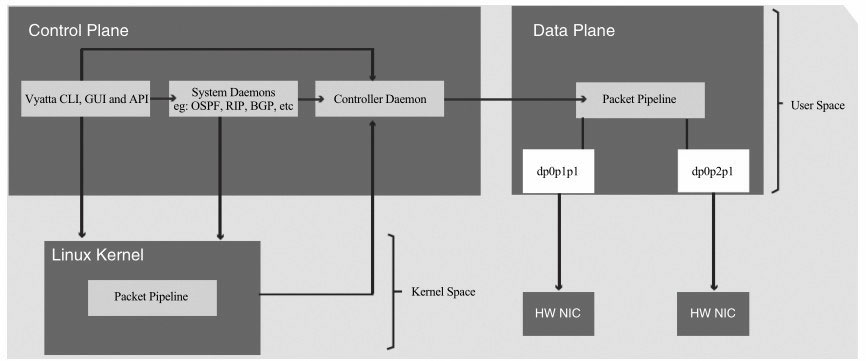 Control Plane
Data Plane
Vyatta CLI, GUI and API
System Daemons
eg: OSPF, RIP, BGP, etc
Controller Daemon
Packet Pipeline
User Space
dp0p1p1
dp0p2p1
Linux Kernel
Packet Pipeline
Kernel Space
HW NIC
HW NIC